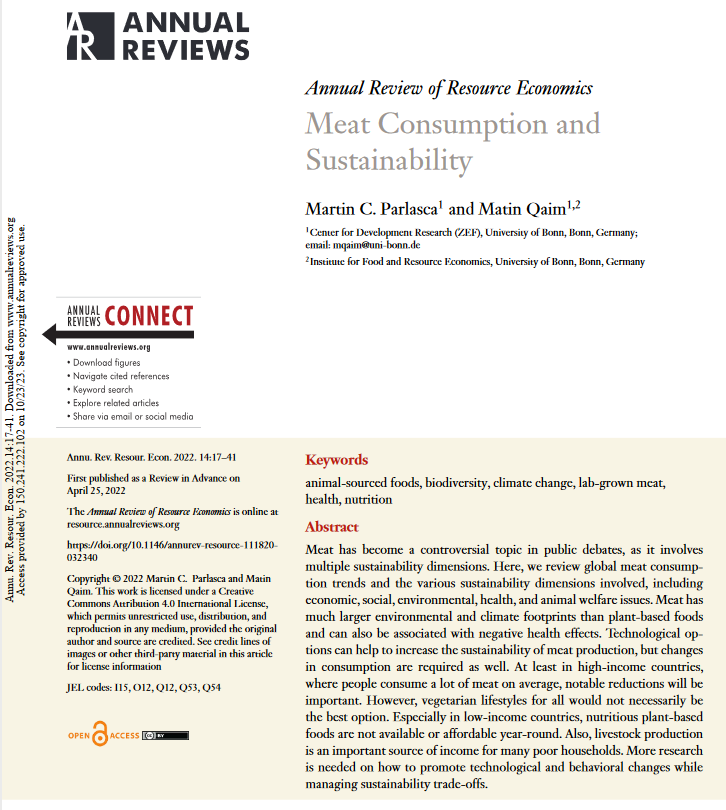 ANNUAL
REVIEWS
AR
Annual Review of Resource Economics
Meat Consumption and
Sustainability
Martin C. Parlasca¹ and Matin Qaim¹,²
¹Center for Development Research (ZEF), University of Bonn, Bonn, Germany;
email: mqaim@uni-bonn.de
²Institute for Food and Resource Economics, University of Bonn, Bonn, Germany
Annu. Rev. Resour. Econ. 2022.14:17-41. Downloaded from www.annualreviews.org
Access provided by 150.241.222.102 on 10/23/23. See copyright for approved use.
ANNUAL
REVIEWS CONNECT
www.annualreviews.org
• Download figures
• Navigate cited references
• Keyword search
• Explore related articles
• Share via email or social media
Annu. Rev. Resour. Econ. 2022. 14:17–41
First published as a Review in Advance on
April 25, 2022
The Annual Review of Resource Economics is online at
resource.annualreviews.org
https://doi.org/10.1146/annurev-resource-111820-
032340
Copyright © 2022 Martin C. Parlasca and Matin
Qaim. This work is licensed under a Creative
Commons Attribution 4.0 International License,
which permits unrestricted use, distribution, and
reproduction in any medium, provided the original
author and source are credited. See credit lines of
images or other third-party material in this article
for license information
JEL codes: I15, O12, Q12, Q53, Q54
OPEN ACCESS CC BY
Keywords
animal-sourced foods, biodiversity, climate change, lab-grown meat,
health, nutrition
Abstract
Meat has become a controversial topic in public debates, as it involves
multiple sustainability dimensions. Here, we review global meat consump-
tion trends and the various sustainability dimensions involved, including
economic, social, environmental, health, and animal welfare issues. Meat has
much larger environmental and climate footprints than plant-based foods
and can also be associated with negative health effects. Technological op-
tions can help to increase the sustainability of meat production, but changes
in consumption are required as well. At least in high-income countries,
where people consume a lot of meat on average, notable reductions will be
important. However, vegetarian lifestyles for all would not necessarily be
the best option. Especially in low-income countries, nutritious plant-based
foods are not available or affordable year-round. Also, livestock production
is an important source of income for many poor households. More research
is needed on how to promote technological and behavioral changes while
managing sustainability trade-offs.